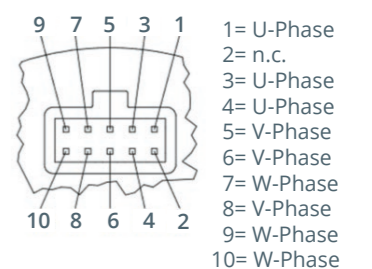 9 7 5 3 1
10 8 6 4 2
1= U-Phase
2= n.c.
3= U-Phase
4= U-Phase
5= V-Phase
6= V-Phase
7= W-Phase
8= V-Phase
9= W-Phase
10= W-Phase